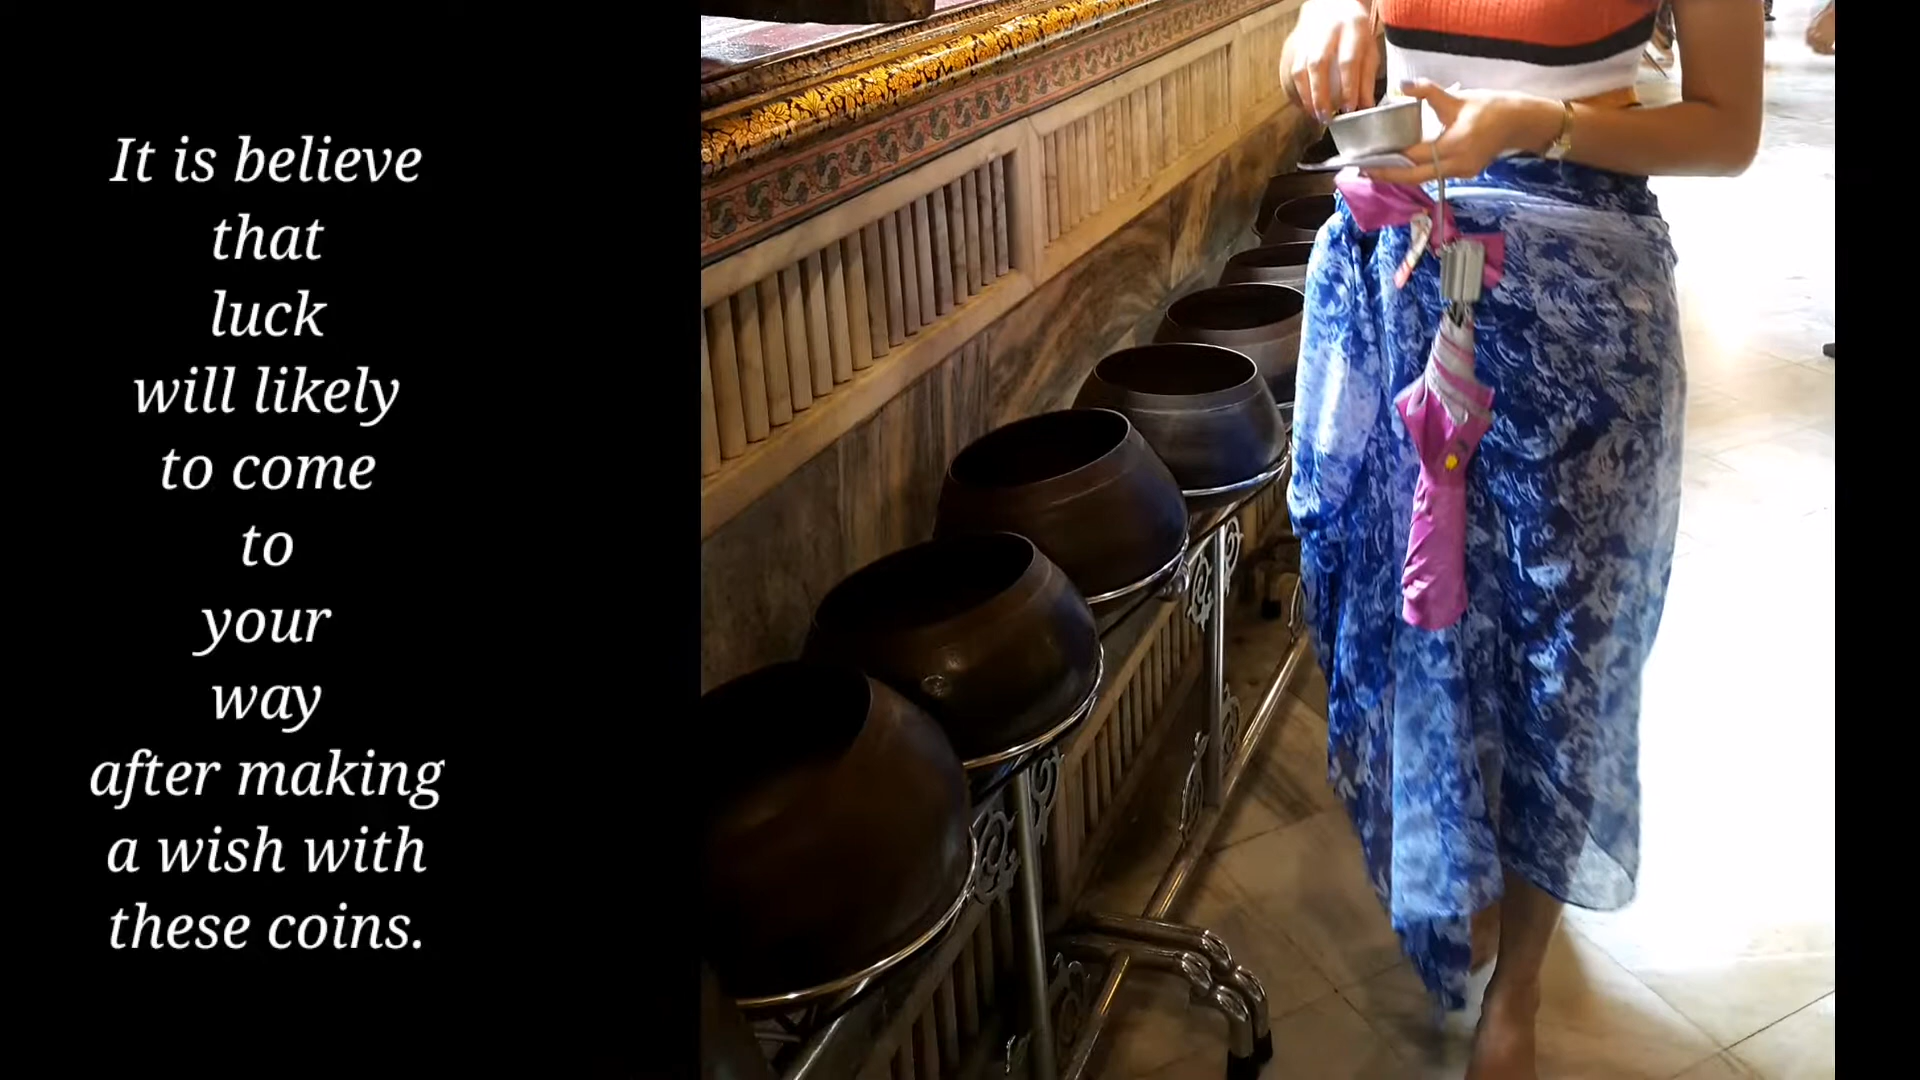 It is believe
that
luck
will likely
to come
to
your
way
after making
a wish with
these coins.